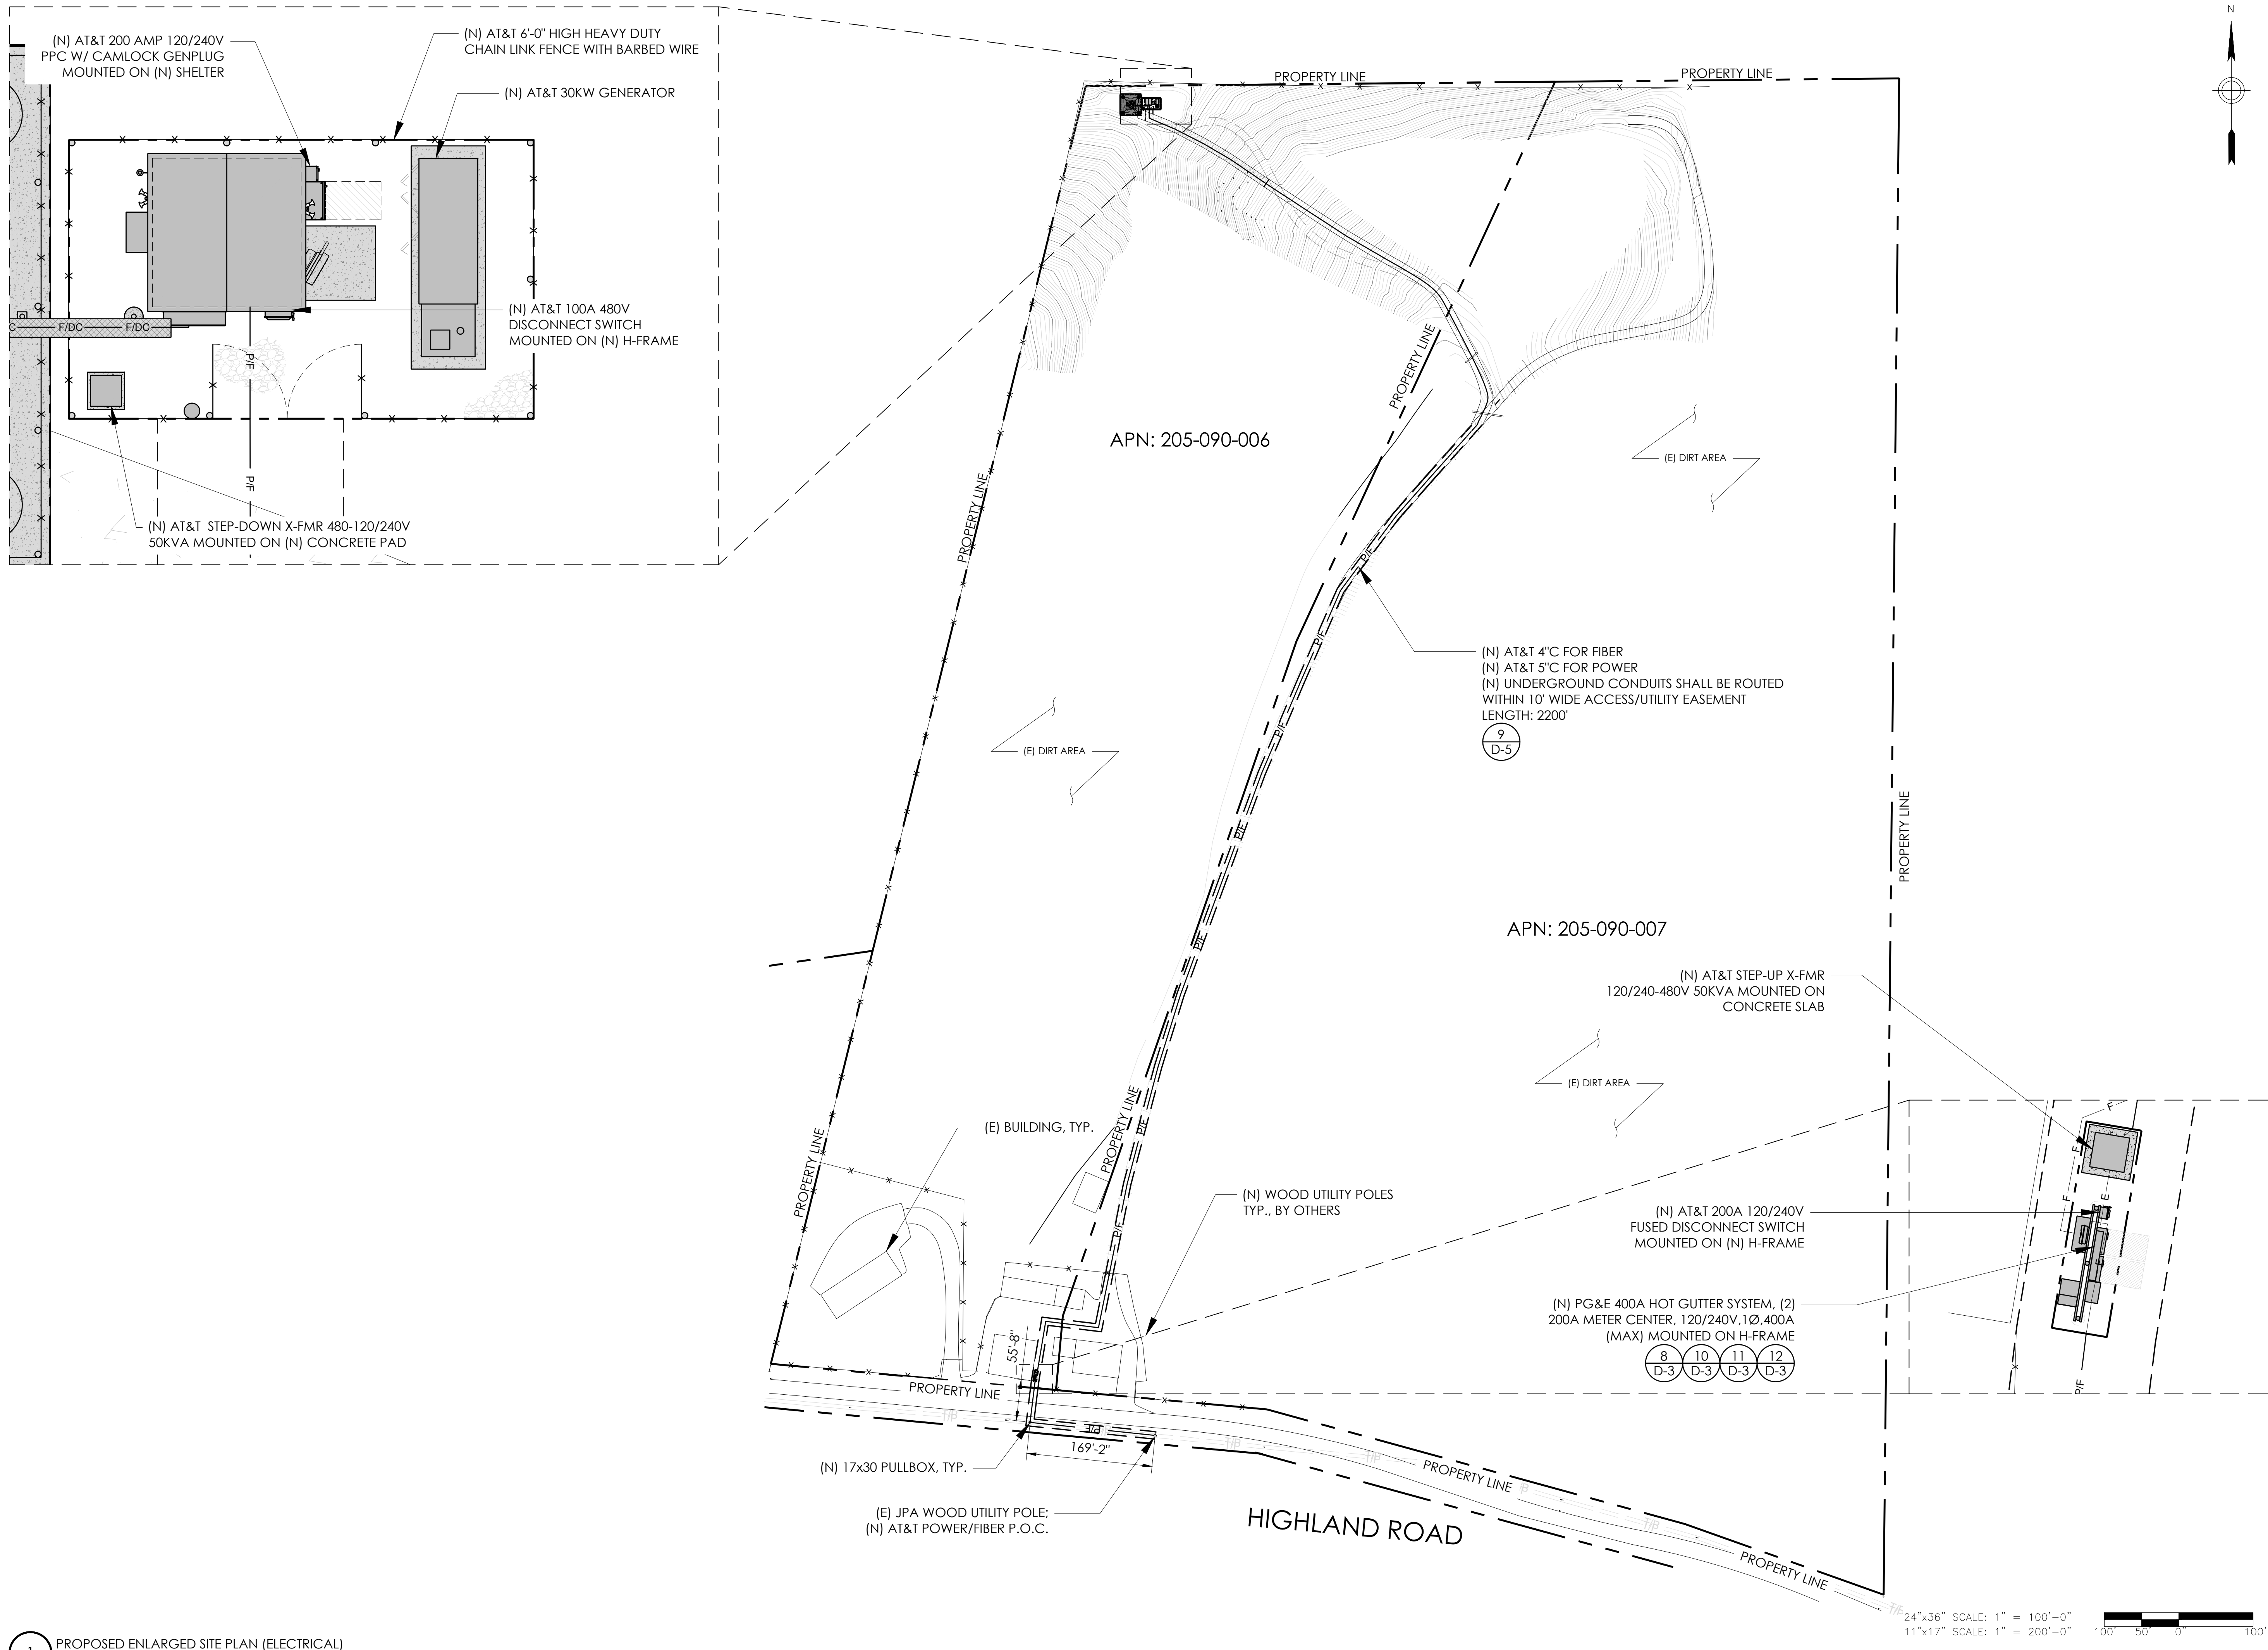 (N) AT&T 200 AMP 120/240V
PPC W/ CAMLOCK GENPLUG
MOUNTED ON (N) SHELTER
(N) AT&T 6'-0" HIGH HEAVY DUTY
CHAIN LINK FENCE WITH BARBED WIRE
(N) AT&T 30KW GENERATOR
(N) AT&T 100A 480V
DISCONNECT SWITCH
MOUNTED ON (N) H-FRAME
F/DC
F/DC
P/F
P/F
(N) AT&T STEP-DOWN X-FMR 480-120/240V
50KVA MOUNTED ON (N) CONCRETE PAD
N
PROPERTY LINE
PROPERTY LINE
PROPERTY LINE
PROPERTY LINE
APN: 205-090-006
(E) DIRT AREA
P/F
P/F
(N) AT&T 4"C FOR FIBER
(N) AT&T 5"C FOR POWER
(N) UNDERGROUND CONDUITS SHALL BE ROUTED
WITHIN 10' WIDE ACCESS/UTILITY EASEMENT
LENGTH: 2200'
9
D-5
P/F
(E) DIRT AREA
P/F
PROPERTY LINE
P/F
APN: 205-090-007
(N) AT&T STEP-UP X-FMR
120/240-480V 50KVA MOUNTED ON
CONCRETE SLAB
(E) DIRT AREA
PROPERTY LINE
P/F
(E) BUILDING, TYP.
PROPERTY LINE
P/F
(N) WOOD UTILITY POLES
TYP., BY OTHERS
F
F
F
E
P/F
(N) AT&T 200A 120/240V
FUSED DISCONNECT SWITCH
MOUNTED ON (N) H-FRAME
(N) PG&E 400A HOT GUTTER SYSTEM, (2)
200A METER CENTER, 120/240V,1Ø,400A
(MAX) MOUNTED ON H-FRAME
8 10 11 12
D-3 D-3 D-3 D-3
55'-8"
PROPERTY LINE
T/P
P/F
169'-2"
T/P
T/P
(N) 17x30 PULLBOX, TYP.
PROPERTY LINE
(E) JPA WOOD UTILITY POLE;
(N) AT&T POWER/FIBER P.O.C.
HIGHLAND ROAD
T/P
PROPERTY LINE
24"x36" SCALE: 1" = 100'-0"
11"x17" SCALE: 1" = 200'-0"
100' 50' 0" 100'
1
PROPOSED ENLARGED SITE PLAN (ELECTRICAL)